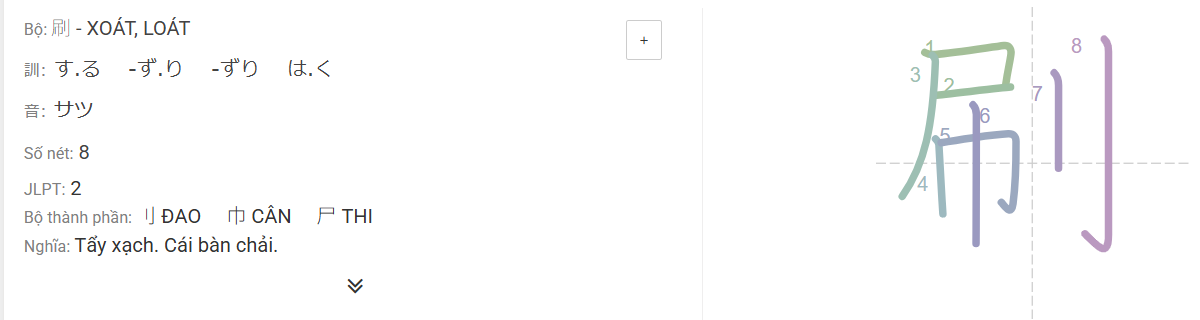 Bộ: 刷 - XOÁT, LOÁT
+
訓: す.る -ず.り -ずり は.く
音: サツ
Số nét: 8
JLPT: 2
Bộ thành phần: 刂 ĐAO 巾 CÂN 尸 THI
Nghĩa: Tẩy xạch. Cái bàn chải.
刷
1
2
3
4
5
6
7
8